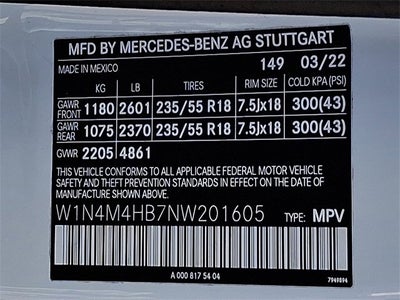 MFD BY MERCEDES-BENZ AG STUTTGART
MADE IN MEXICO 149 03/22
KG LB TIRES RIM SIZE COLD KPA (PSI)
GAWR FRONT 1180 2601 235/55 R18 7.5Jx18 300(43)
GAWR REAR 1075 2370 235/55 R18 7.5Jx18 300(43)
GVWR 2205 4861
THIS VEHICLE CONFORMS TO ALL APPLICABLE FEDERAL MOTOR VEHICLE
SAFETY AND THEFT PREVENTION STANDARDS IN EFFECT ON THE DATE OF
MANUFACTURE SHOWN ABOVE.
W1N4M4HB7NW201605 TYPE: MPV
A 000 817 54 04
7949894